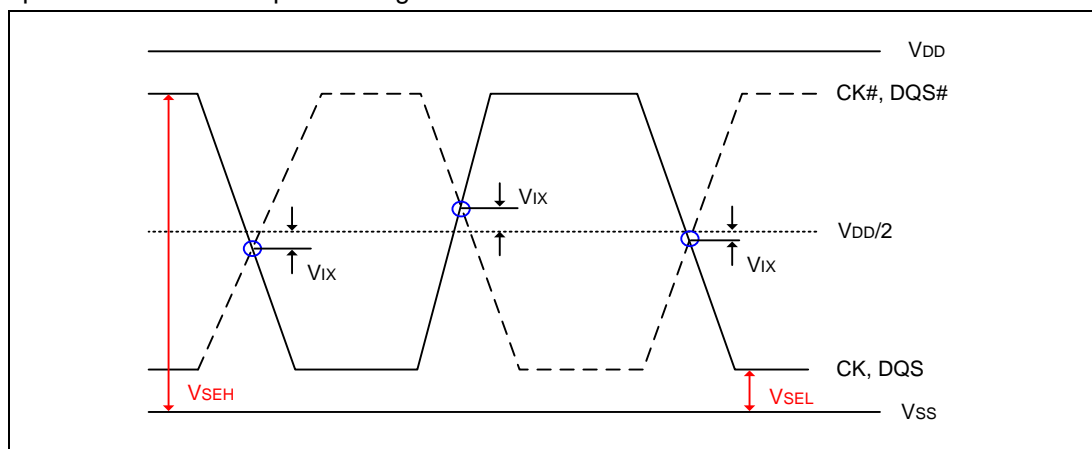 VDD
CK#, DQS#
VIX
VDD/2
VIX
VIX
CK, DQS
VSEH
VSEL
VSS